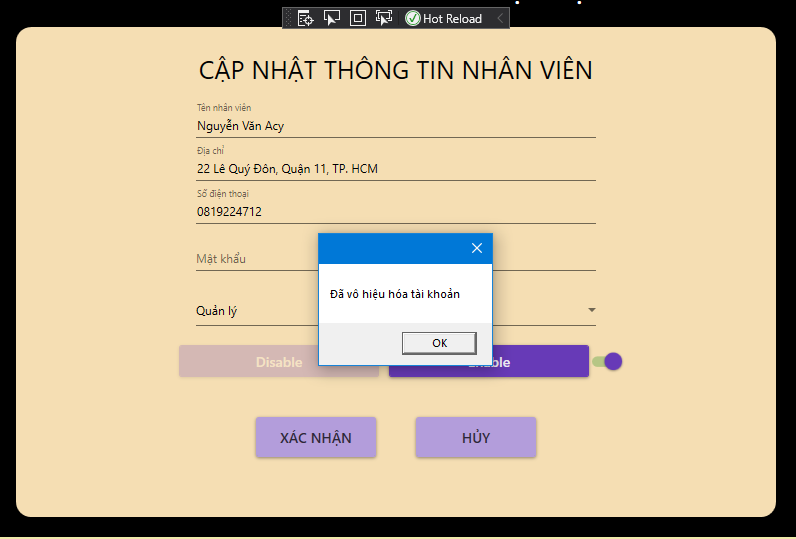 Hot Reload
CẬP NHẬT THÔNG TIN NHÂN VIÊN
Tên nhân viên
Nguyễn Văn Acy
Địa chỉ
22 Lê Quý Đôn, Quận 11, TP. HCM
Số điện thoại
0819224712
Mật khẩu
Đã vô hiệu hóa tài khoản
OK
Quản lý
Disable
XÁC NHẬN
HỦY